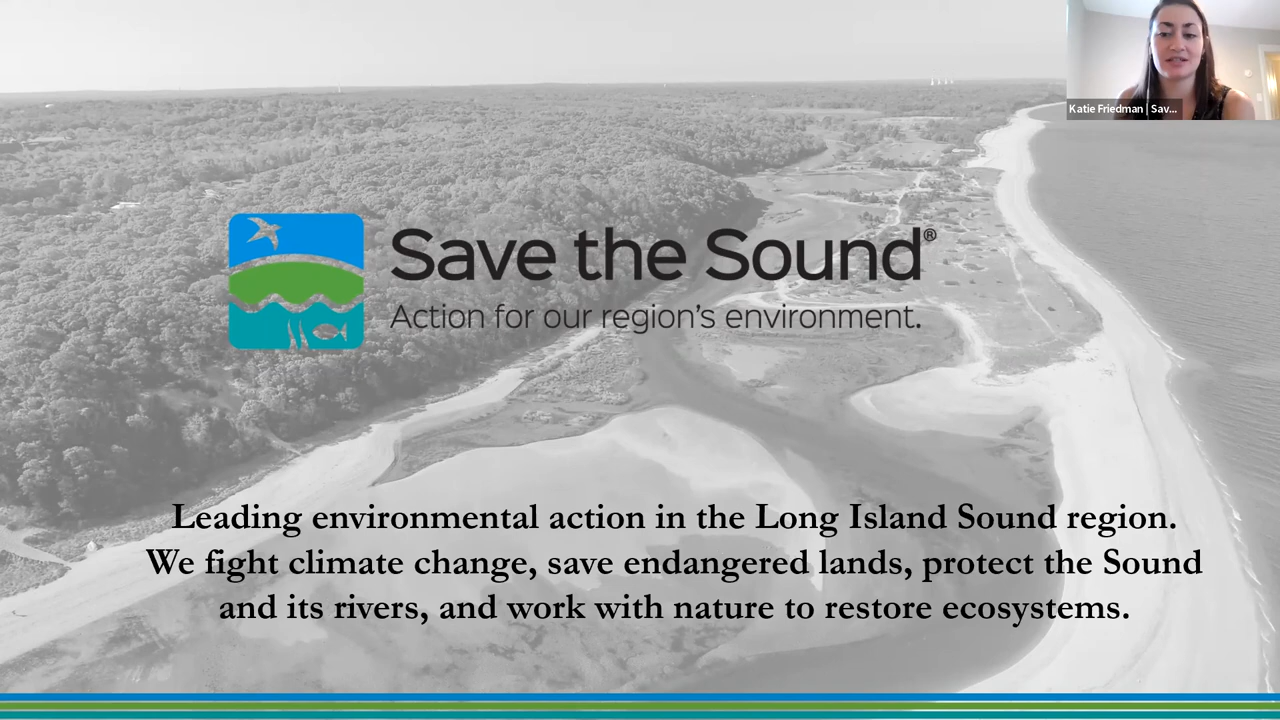 Katie Friedman | Sav...
Save the Sound®
Action for our region's environment.
Leading environmental action in the Long Island Sound region.
We fight climate change, save endangered lands, protect the Sound
and its rivers, and work with nature to restore ecosystems.